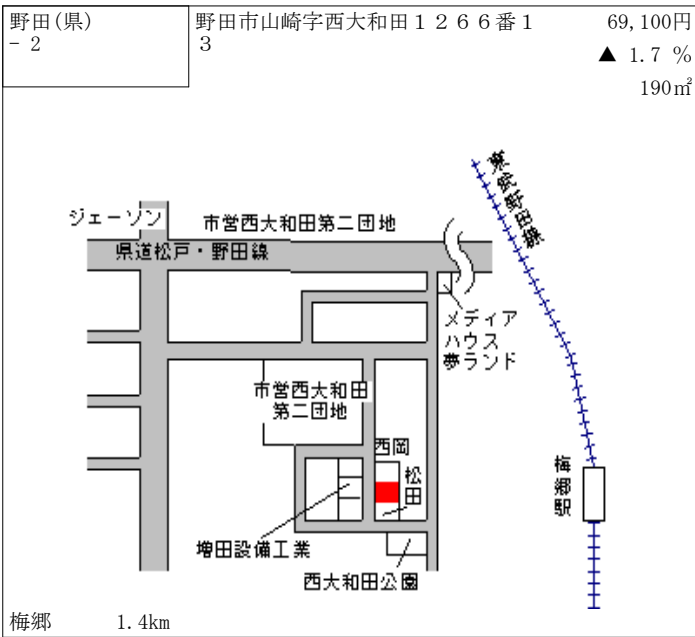 野田(県)
－2
野田市山崎字西大和田１２６６番１
３
69,100円
▲ 1.7 %
190㎡
東武野田線
ジェーソン
市営西大和田第二団地
県道松戸・野田線
メディア
ハウス
夢ランド
市営西大和田
第二団地
西岡
松田
梅郷駅
増田設備工業
西大和田公園
梅郷 1.4km